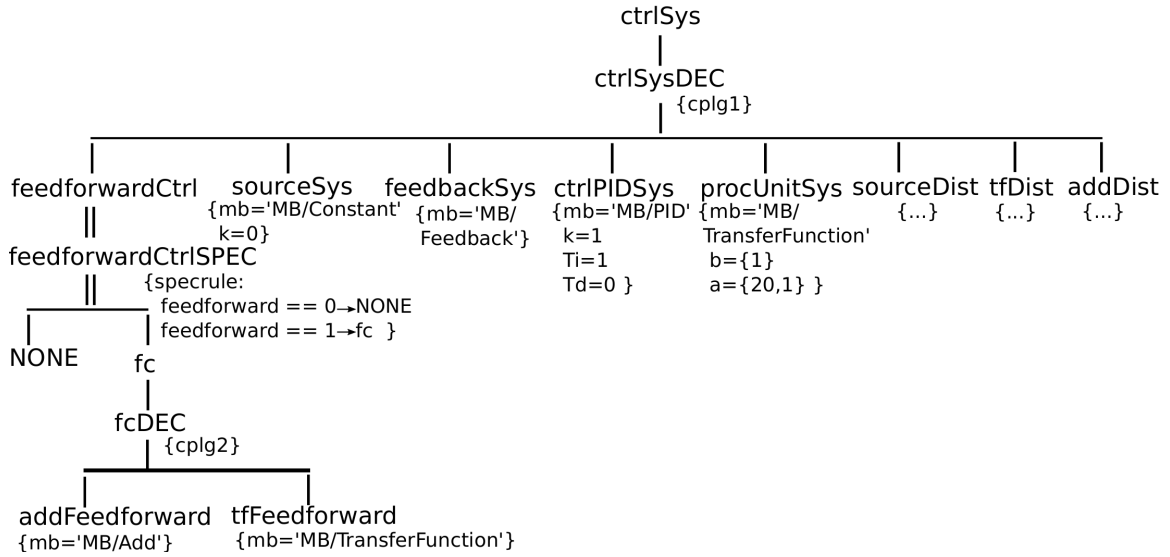 ctrlSys
ctrlSysDEC
{cplg1}
feedforwardCtrl sourceSys feedbackSys ctrlPIDSys procUnitSys sourceDist tfDist addDist
{mb='MB/Constant' {mb='MB/ {mb='MB/PID' {mb='MB/ {...} {...} {...}
k=0} Feedback'} k=1 TransferFunction'
feedforwardCtrlSPEC Ti=1 b={1}
{specrule: Td=0 } a={20,1} }
feedforward == 0→NONE
feedforward == 1→fc }
NONE fc
fcDEC
{cplg2}
addFeedforward tfFeedforward
{mb='MB/Add'} {mb='MB/TransferFunction'}